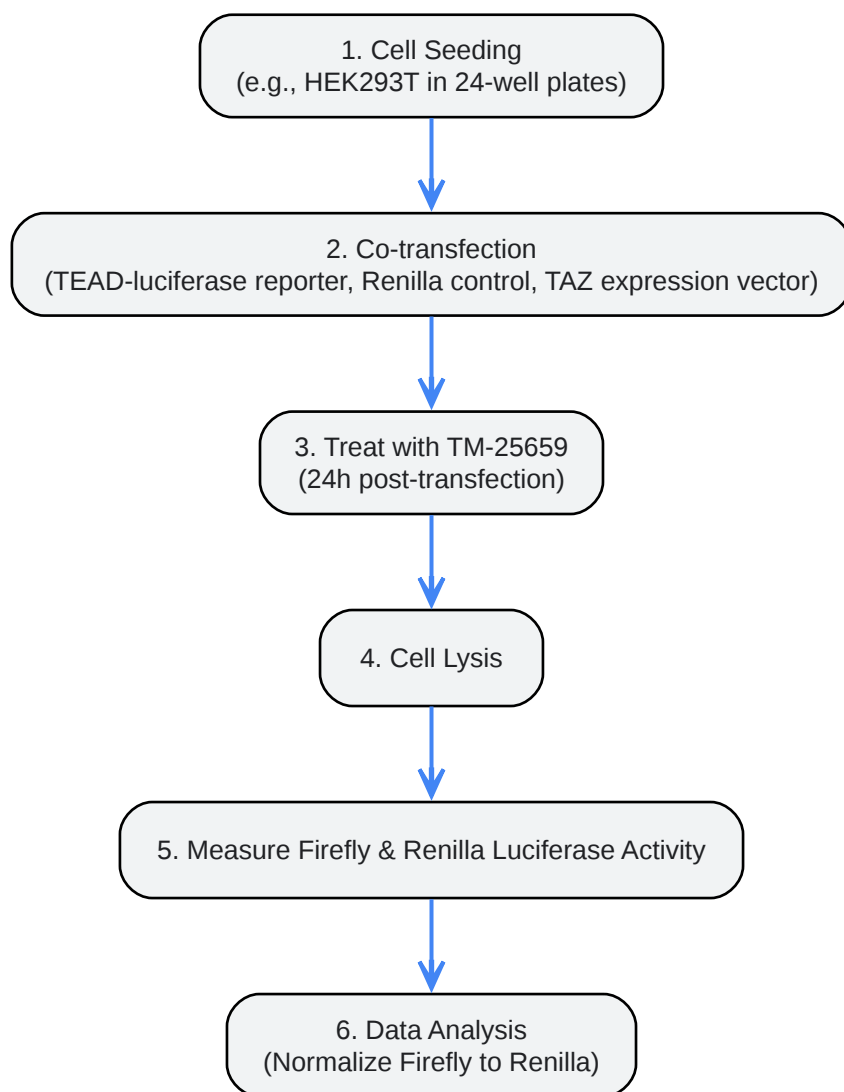 1. Cell Seeding
(e.g., HEK293T in 24-well plates)
2. Co-transfection
(TEAD-luciferase reporter, Renilla control, TAZ expression vector)
3. Treat with TM-25659
(24h post-transfection)
4. Cell Lysis
5. Measure Firefly & Renilla Luciferase Activity
6. Data Analysis
(Normalize Firefly to Renilla)